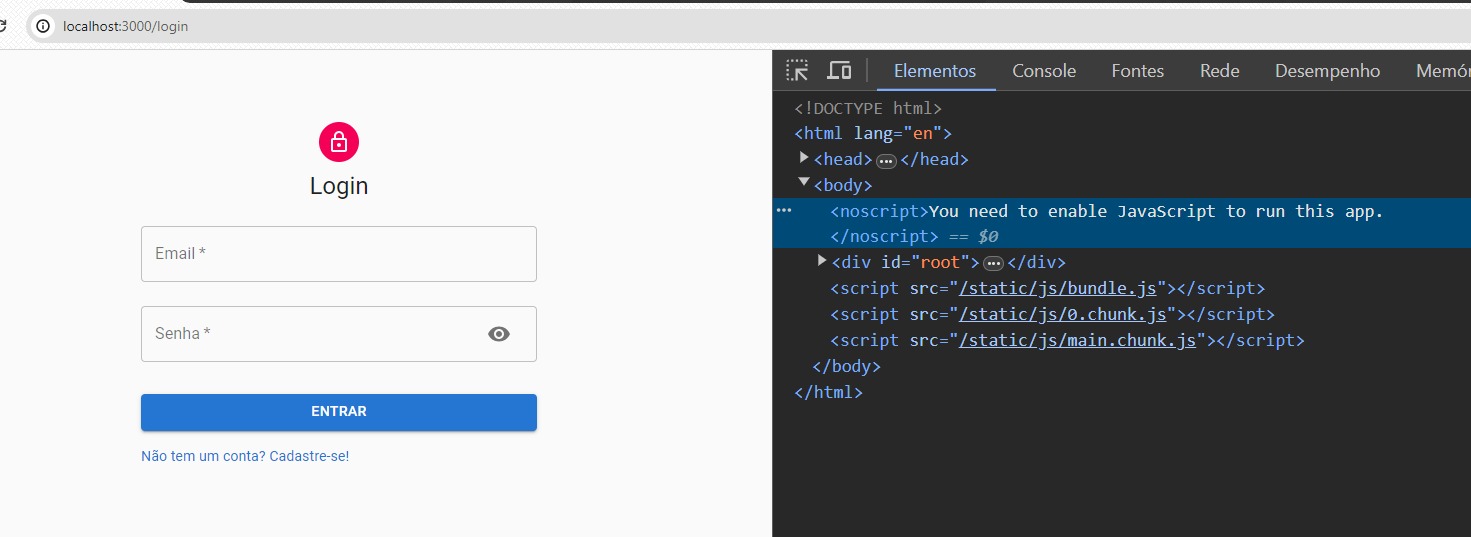 localhost:3000/login
Login
Email *
Senha *
ENTRAR
Não tem um conta? Cadastre-se!
Elementos Console Fontes Rede Desempenho
<!DOCTYPE html>
<html lang="en">
<head>…</head>
<body>
<noscript>You need to enable JavaScript to run this app.
</noscript> == $0
<div id="root">…</div>
<script src="/static/js/bundle.js"></script>
<script src="/static/js/0.chunk.js"></script>
<script src="/static/js/main.chunk.js"></script>
</body>
</html>